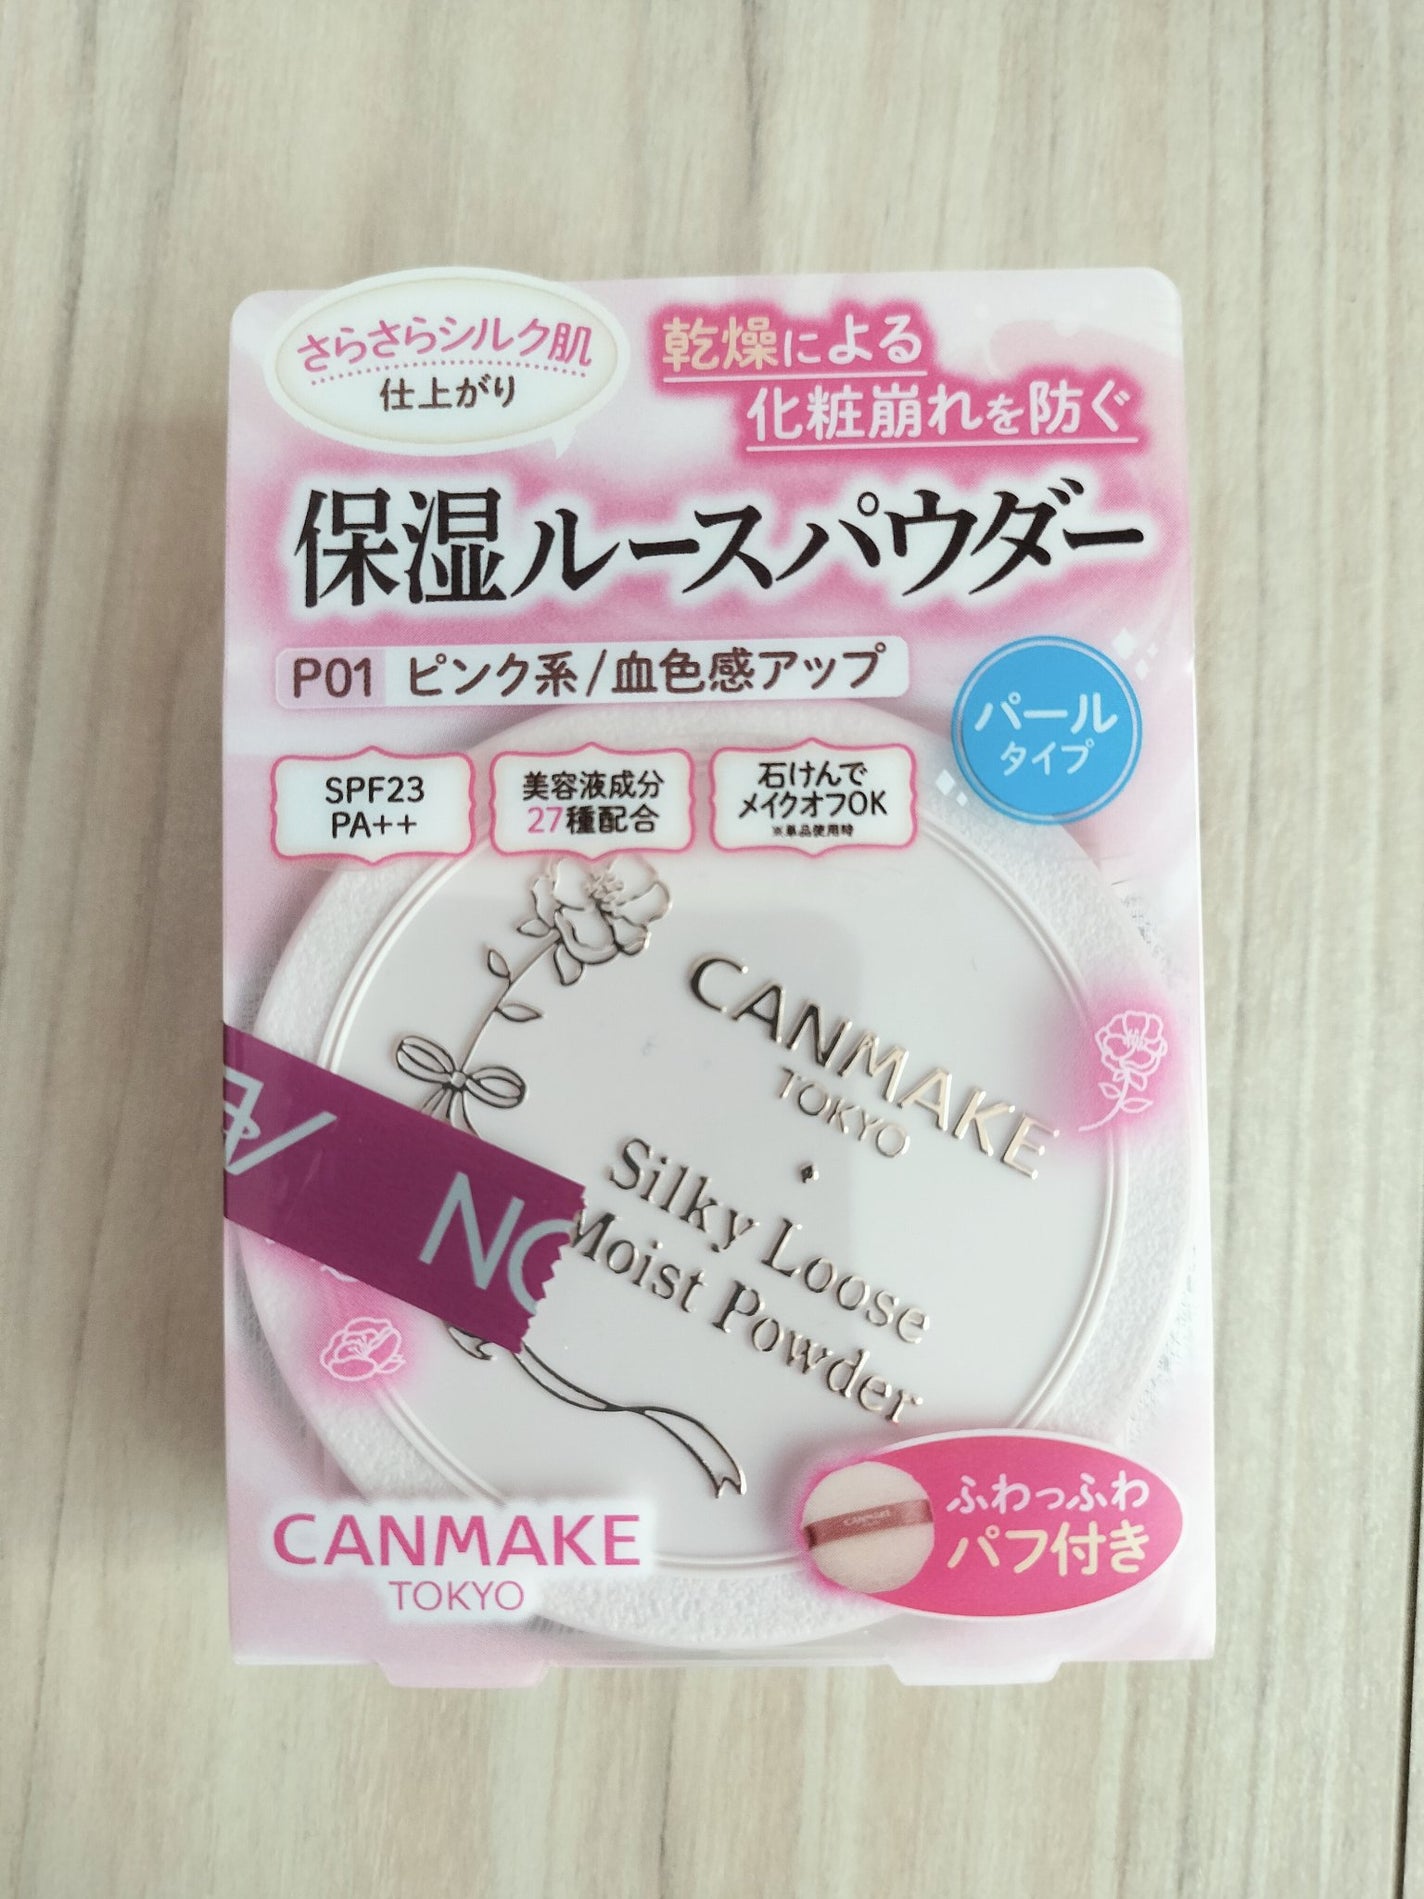 さらさらシルク肌
仕上がり
乾燥による
化粧崩れを防ぐ
保湿ルースパウダー
P01 ピンク系/血色感アップ
パール
タイプ
SPF23
PA++
美容液成分
27種配合
石けんで
メイクオフOK
※単品使用時
CANMAKE
TOKYO
Silky Loose
Moist Powder
CANMAKE
TOKYO
CANMAKE
ふわっふわ
パフ付き